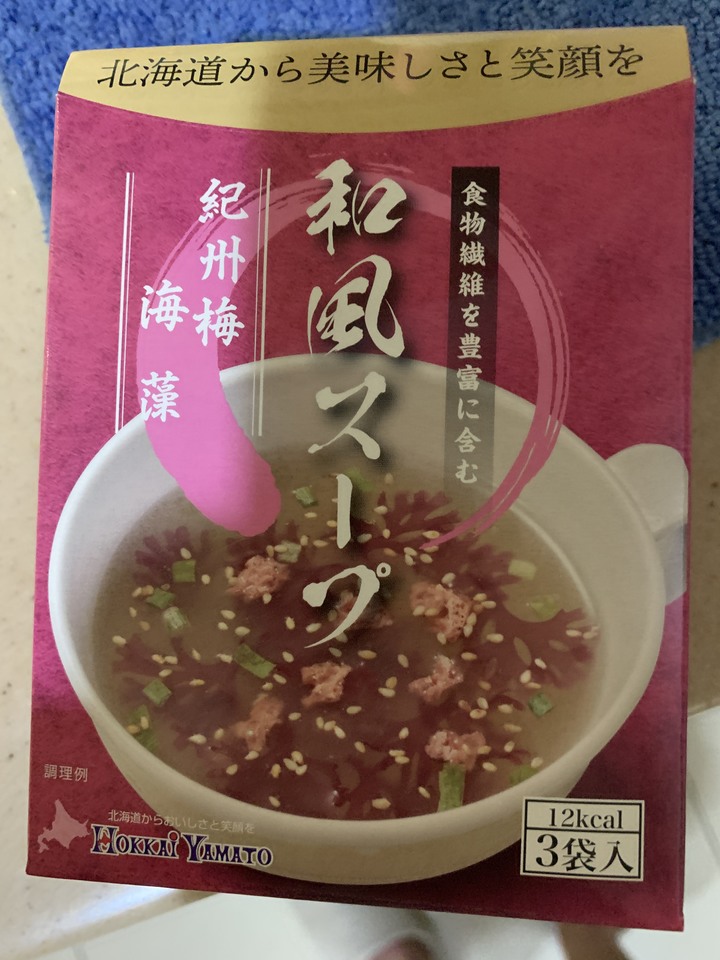 北海道から美味しさと笑顔を
食物繊維を豊富に含む
和風スープ
紀州梅
海藻
調理例
北海道からおいしさと笑顔を
HOKKAI YAMATO
12kcal
3袋入